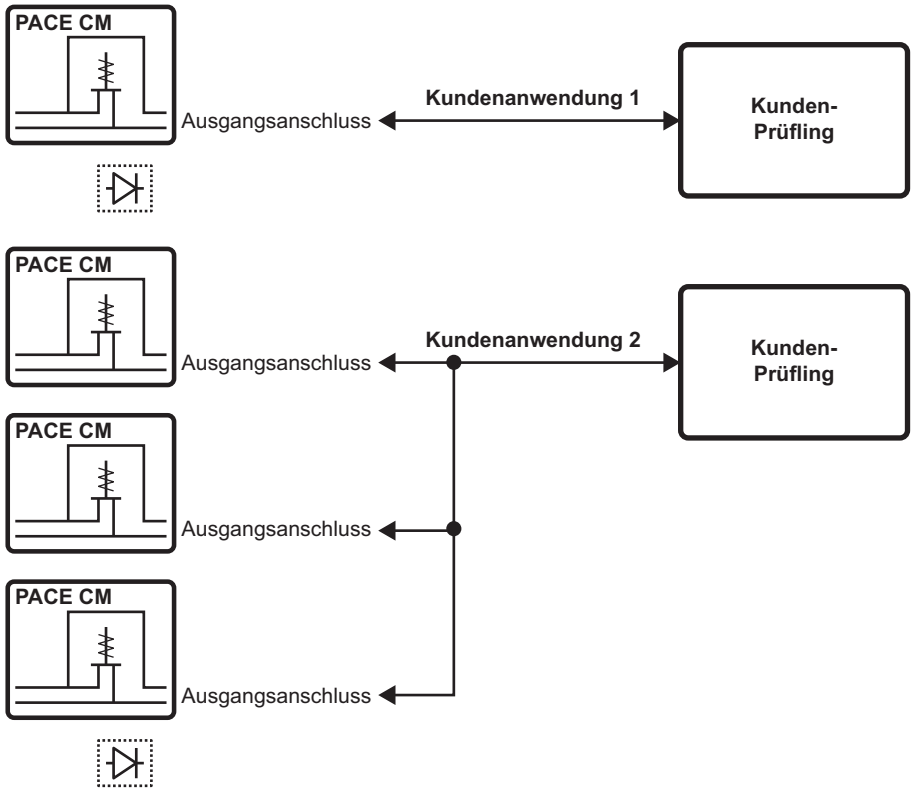 PACE CM
Ausgangsanschluss
Kundenanwendung 1
Kunden-
Prüfling
PACE CM
Ausgangsanschluss
Kundenanwendung 2
Kunden-
Prüfling
PACE CM
Ausgangsanschluss
PACE CM
Ausgangsanschluss